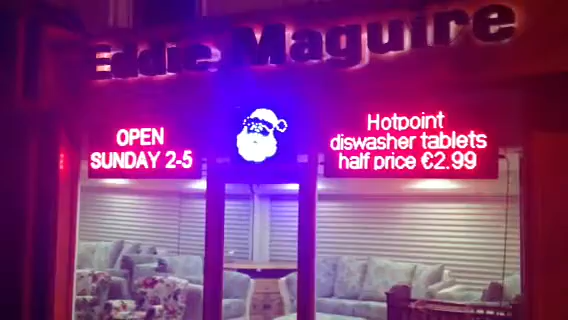 Eddie Maguire
OPEN
SUNDAY 2-5
Hotpoint
diswasher tablets
half price €2.99